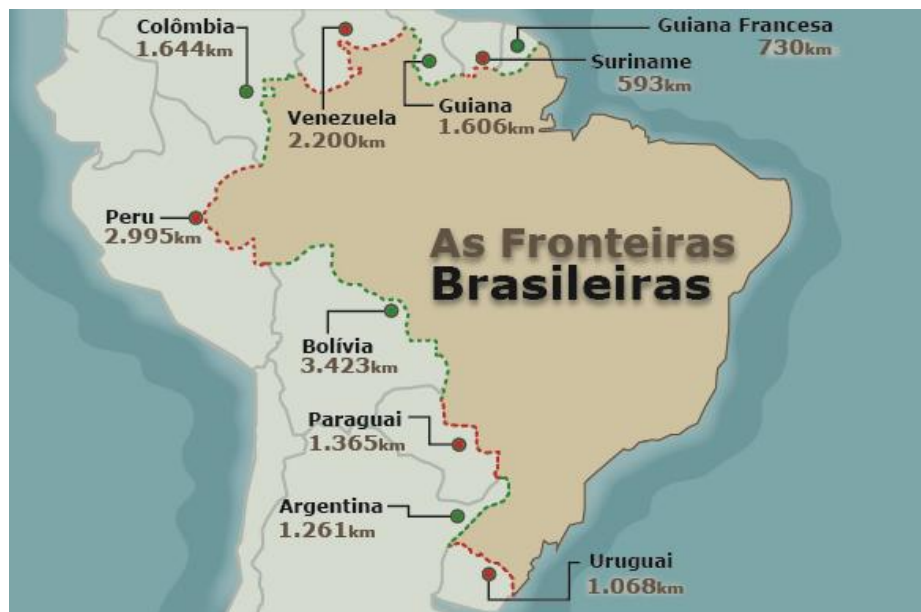 Colômbia
1.644km
Guiana Francesa
730km
Suriname
593km
Venezuela
2.200km
Guiana
1.606km
Peru
2.995km
As Fronteiras
Brasileiras
Bolívia
3.423km
Paraguai
1.365km
Argentina
1.261km
Uruguai
1.068km